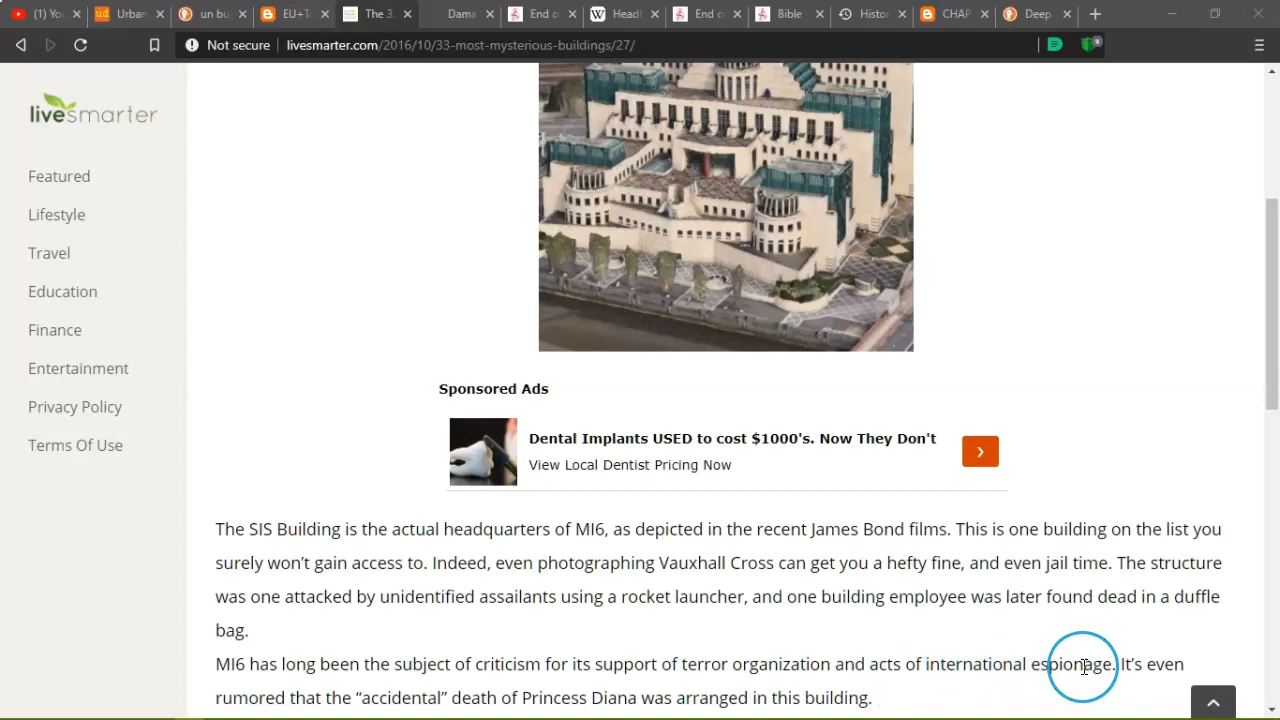 (1) Yo
ud Urban
un bu
EU+To
The 3
Dama
End o
W Headl
End o
Bible
Histor
CHAP
Deep
Not secure livesmarter.com/2016/10/33-most-mysterious-buildings/27/
livesmarter
Featured
Lifestyle
Travel
Education
Finance
Entertainment
Privacy Policy
Terms Of Use
Sponsored Ads
Dental Implants USED to cost $1000's. Now They Don't
View Local Dentist Pricing Now
The SIS Building is the actual headquarters of MI6, as depicted in the recent James Bond films. This is one building on the list you
surely won’t gain access to. Indeed, even photographing Vauxhall Cross can get you a hefty fine, and even jail time. The structure
was one attacked by unidentified assailants using a rocket launcher, and one building employee was later found dead in a duffle
bag.
MI6 has long been the subject of criticism for its support of terror organization and acts of international espionage. It’s even
rumored that the “accidental” death of Princess Diana was arranged in this building.